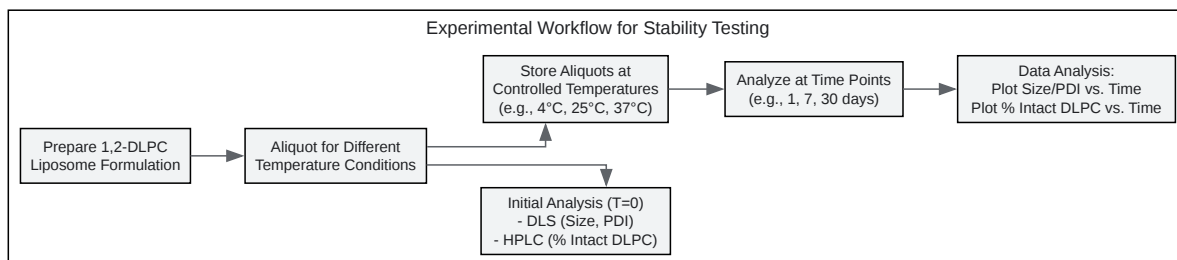 Experimental Workflow for Stability Testing
Prepare 1,2-DLPC
Liposome Formulation
Aliquot for Different
Temperature Conditions
Store Aliquots at
Controlled Temperatures
(e.g., 4°C, 25°C, 37°C)
Analyze at Time Points
(e.g., 1, 7, 30 days)
Data Analysis:
Plot Size/PDI vs. Time
Plot % Intact DLPC vs. Time
Initial Analysis (T=0)
- DLS (Size, PDI)
- HPLC (% Intact DLPC)